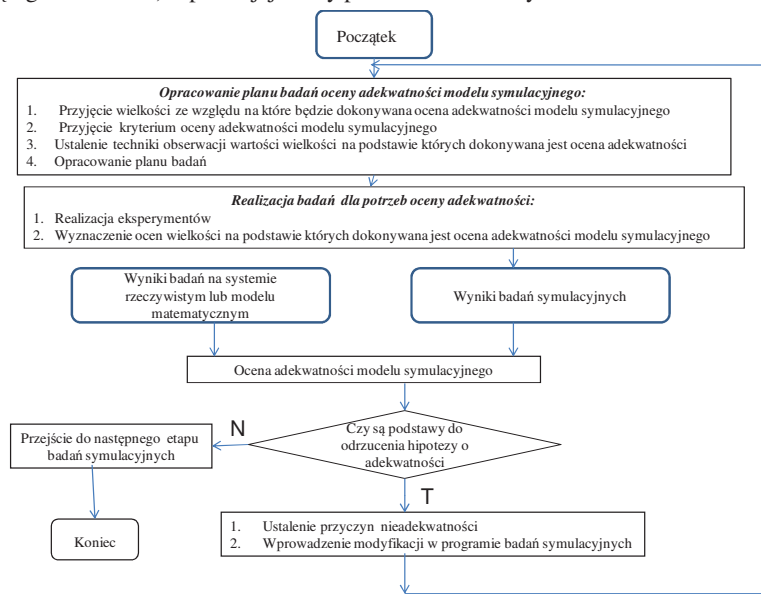 Początek
Opracowanie planu badań oceny adekwatności modelu symulacyjnego:
1. Przyjęcie wielkości ze względu na które będzie dokonywana ocena adekwatności modelu symulacyjnego
2. Przyjęcie kryterium oceny adekwatności modelu symulacyjnego
3. Ustalenie techniki obserwacji wartości wielkości na podstawie których dokonywana jest ocena adekwatności
4. Opracowanie planu badań
Realizacja badań dla potrzeb oceny adekwatności:
1. Realizacja eksperymentów
2. Wyznaczenie ocen wielkości na podstawie których dokonywana jest ocena adekwatności modelu symulacyjnego
Wyniki badań na systemie
rzeczywistym lub modelu
matematycznym
Wyniki badań symulacyjnych
Ocena adekwatności modelu symulacyjnego
Czy są podstawy do
odrzucenia hipotezy o
adekwatności
N
Przejście do następnego etapu
badań symulacyjnych
T
Koniec
1. Ustalenie przyczyn nieadekwatności
2. Wprowadzenie modyfikacji w programie badań symulacyjnych